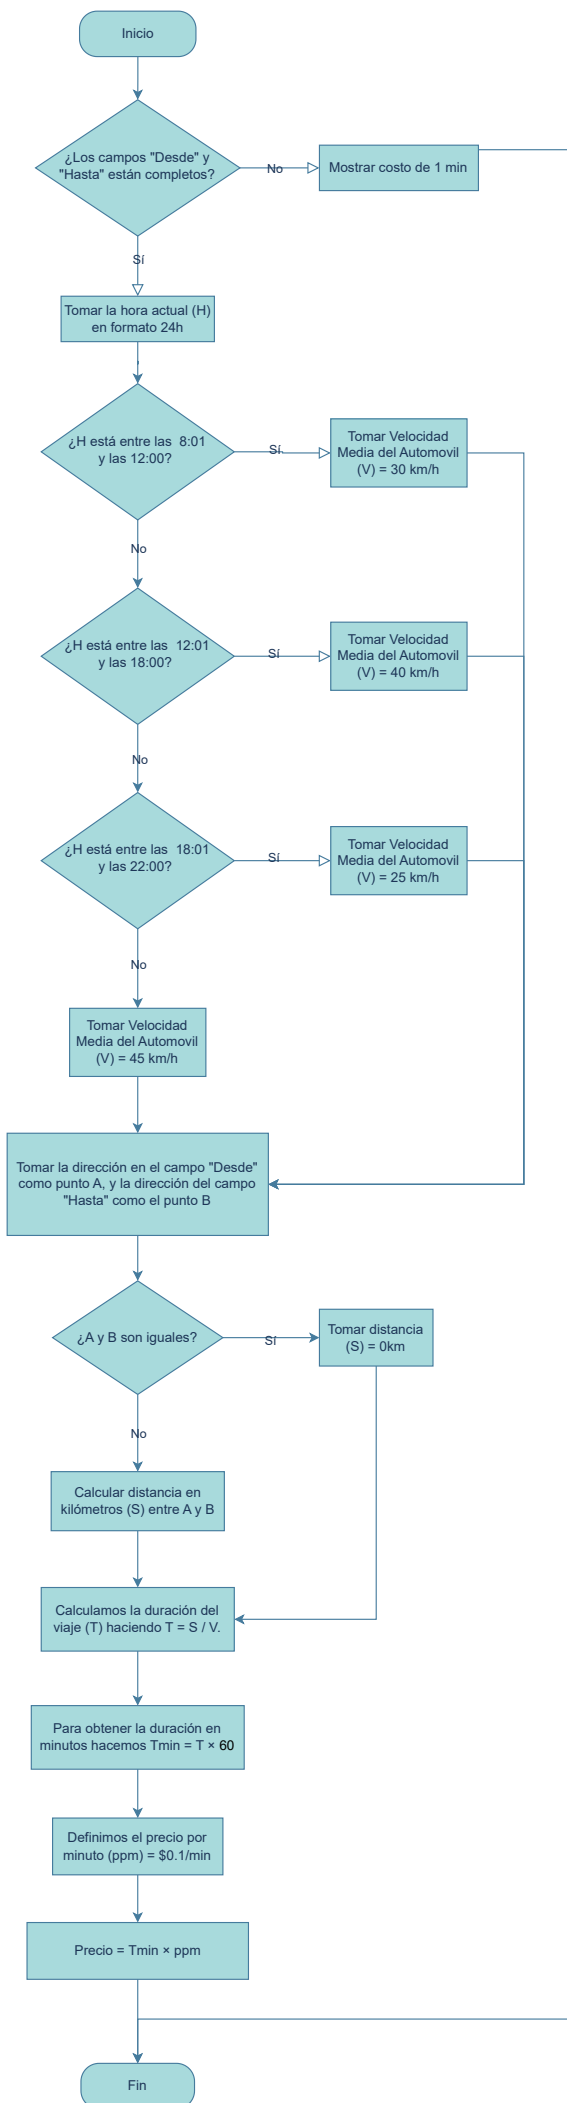 Inicio
¿Los campos "Desde" y
"Hasta" están completos?
No
Mostrar costo de 1 min
Sí
Tomar la hora actual (H)
en formato 24h
¿H está entre las  8:01
y las 12:00?
Sí
Tomar Velocidad
Media del Automovil
(V) = 30 km/h
No
¿H está entre las  12:01
y las 18:00?
Sí
Tomar Velocidad
Media del Automovil
(V) = 40 km/h
No
¿H está entre las  18:01
y las 22:00?
Sí
Tomar Velocidad
Media del Automovil
(V) = 25 km/h
No
Tomar Velocidad
Media del Automovil
(V) = 45 km/h
Tomar la dirección en el campo "Desde"
como punto A, y la dirección del campo
"Hasta" como el punto B
¿A y B son iguales?
Sí
Tomar distancia
(S) = 0km
No
Calcular distancia en
kilómetros (S) entre A y B
Calculamos la duración del
viaje (T) haciendo T = S / V.
Para obtener la duración en
minutos hacemos Tmin = T × 60
Definimos el precio por
minuto (ppm) = $0.1/min
Precio = Tmin × ppm
Fin